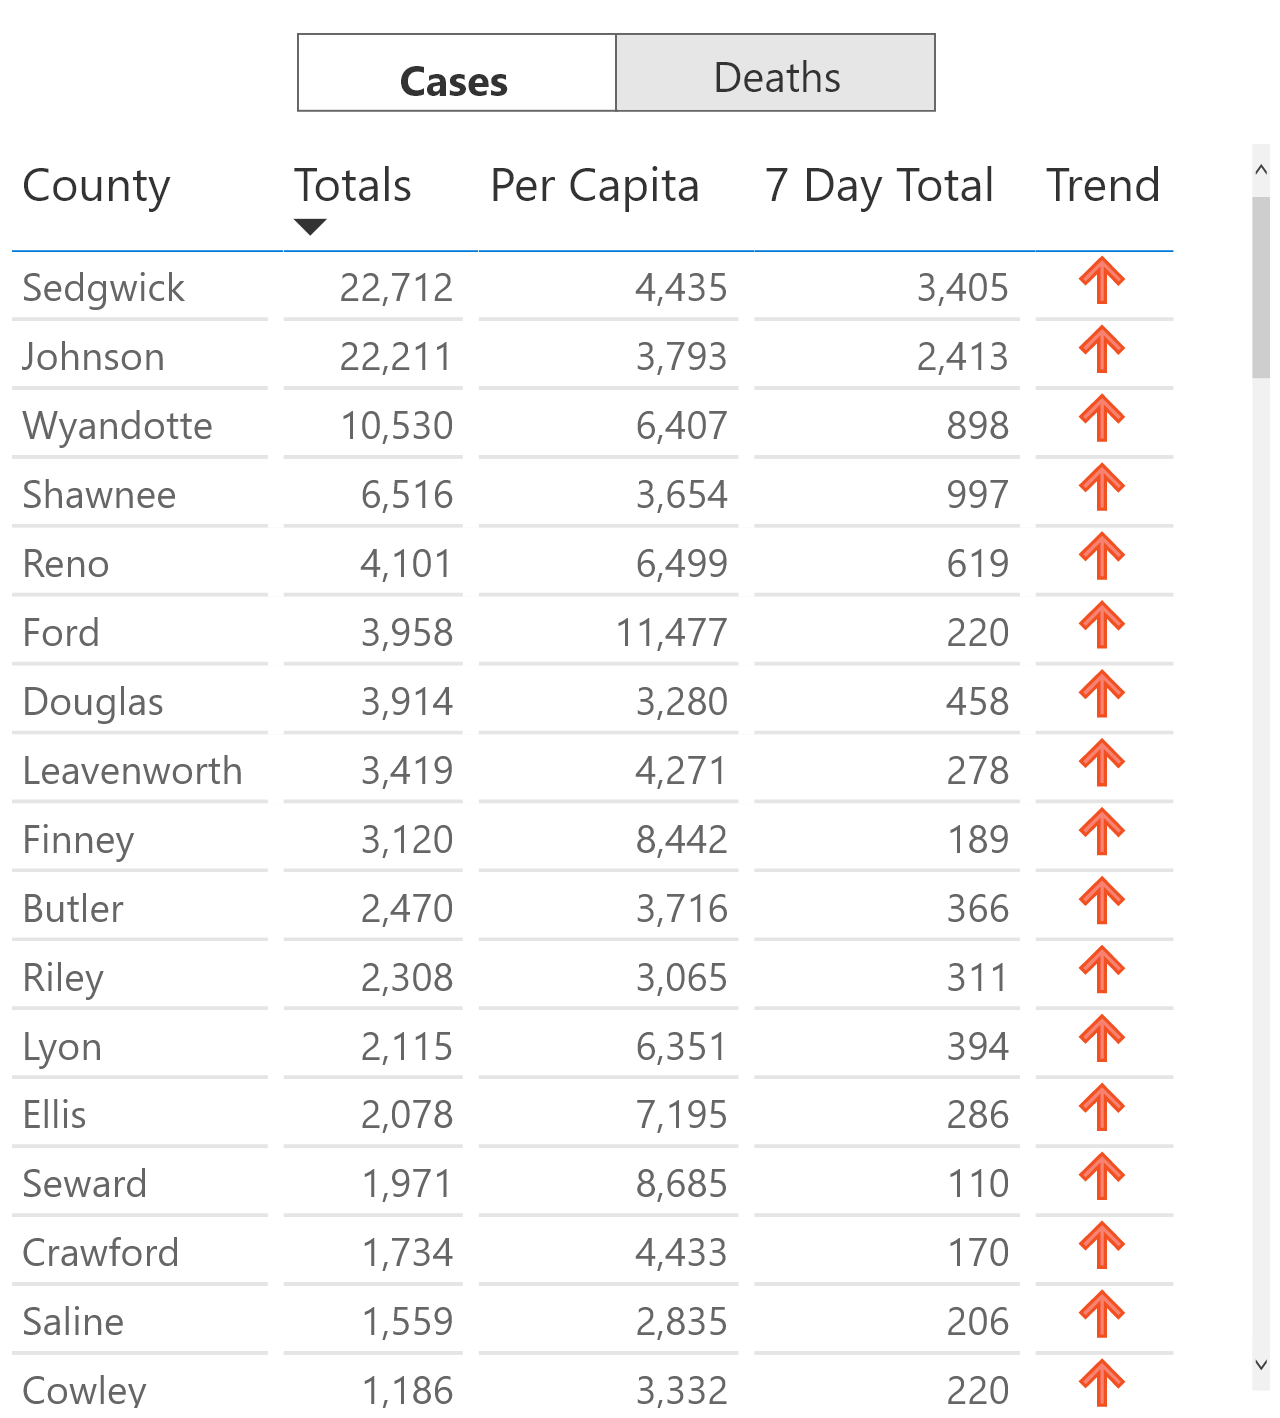 Cases Deaths
County Totals Per Capita 7 Day Total Trend
Sedgwick 22,712 4,435 3,405
Johnson 22,211 3,793 2,413
Wyandotte 10,530 6,407 898
Shawnee 6,516 3,654 997
Reno 4,101 6,499 619
Ford 3,958 11,477 220
Douglas 3,914 3,280 458
Leavenworth 3,419 4,271 278
Finney 3,120 8,442 189
Butler 2,470 3,716 366
Riley 2,308 3,065 311
Lyon 2,115 6,351 394
Ellis 2,078 7,195 286
Seward 1,971 8,685 110
Crawford 1,734 4,433 170
Saline 1,559 2,835 206
Cowley 1,186 3,332 220